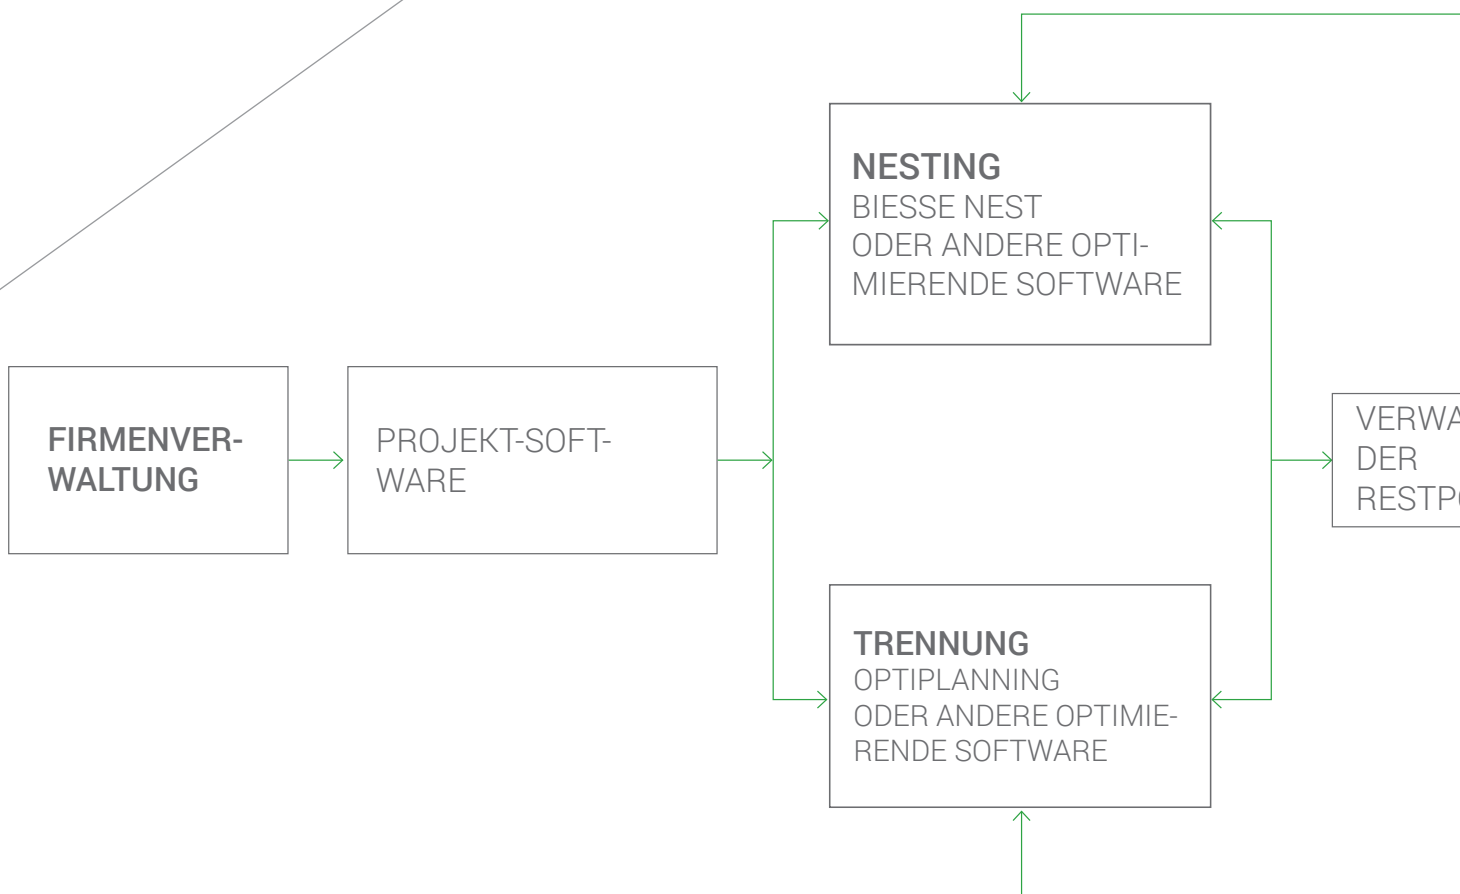 NESTING
BIESSE NEST
ODER ANDERE OPTI-
MIERENDE SOFTWARE
FIRMENVER-
WALTUNG
PROJEKT-SOFT-
WARE
DER
TRENNUNG
OPTIPLANNING
ODER ANDERE OPTIMIE-
RENDE SOFTWARE